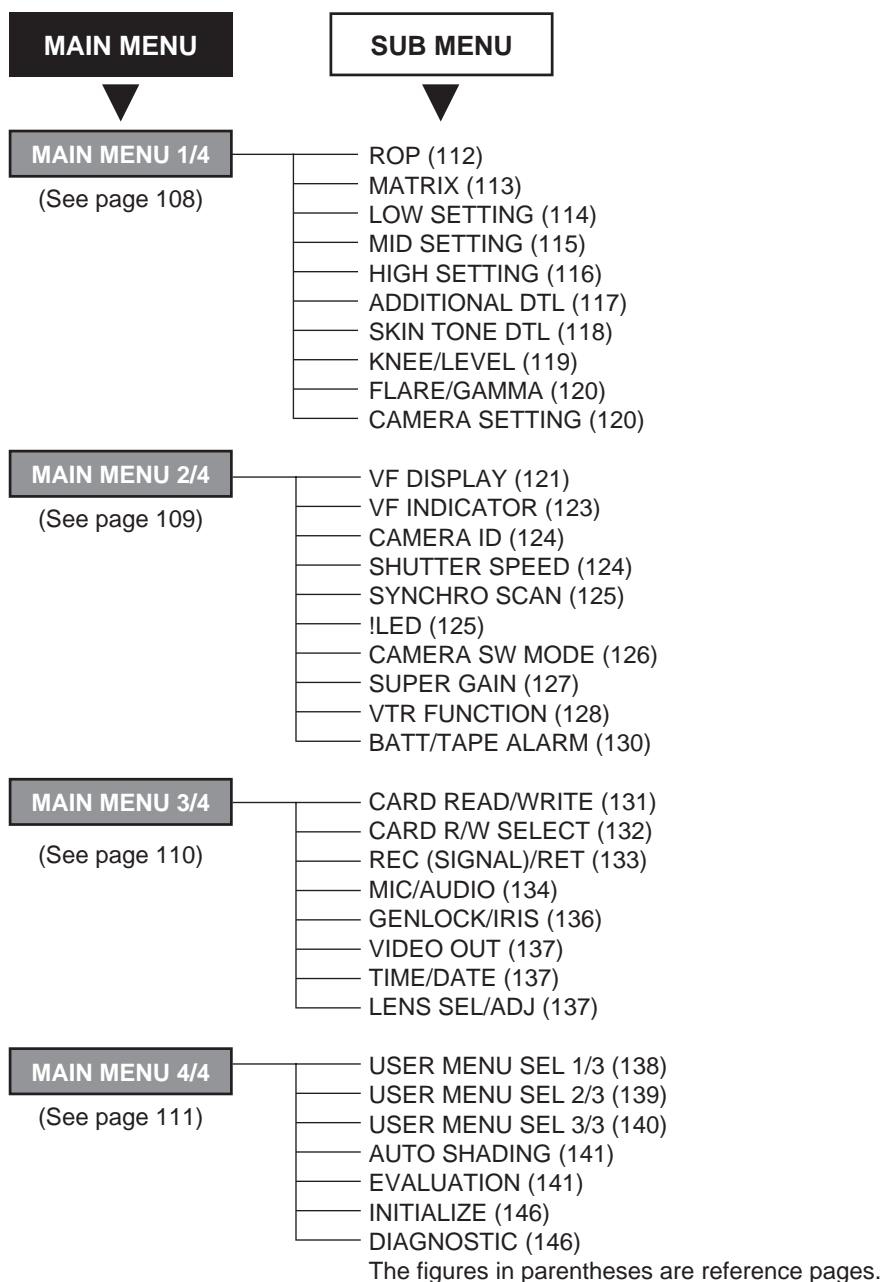 MAIN MENU
SUB MENU
MAIN MENU 1/4
(See page 108)
ROP (112)
MATRIX (113)
LOW SETTING (114)
MID SETTING (115)
HIGH SETTING (116)
ADDITIONAL DTL (117)
SKIN TONE DTL (118)
KNEE/LEVEL (119)
FLARE/GAMMA (120)
CAMERA SETTING (120)
MAIN MENU 2/4
(See page 109)
VF DISPLAY (121)
VF INDICATOR (123)
CAMERA ID (124)
SHUTTER SPEED (124)
SYNCHRO SCAN (125)
!LED (125)
CAMERA SW MODE (126)
SUPER GAIN (127)
VTR FUNCTION (128)
BATT/TAPE ALARM (130)
MAIN MENU 3/4
(See page 110)
CARD READ/WRITE (131)
CARD R/W SELECT (132)
REC (SIGNAL)/RET (133)
MIC/AUDIO (134)
GENLOCK/IRIS (136)
VIDEO OUT (137)
TIME/DATE (137)
LENS SEL/ADJ (137)
MAIN MENU 4/4
(See page 111)
USER MENU SEL 1/3 (138)
USER MENU SEL 2/3 (139)
USER MENU SEL 3/3 (140)
AUTO SHADING (141)
EVALUATION (141)
INITIALIZE (146)
DIAGNOSTIC (146)
The figures in parentheses are reference pages.